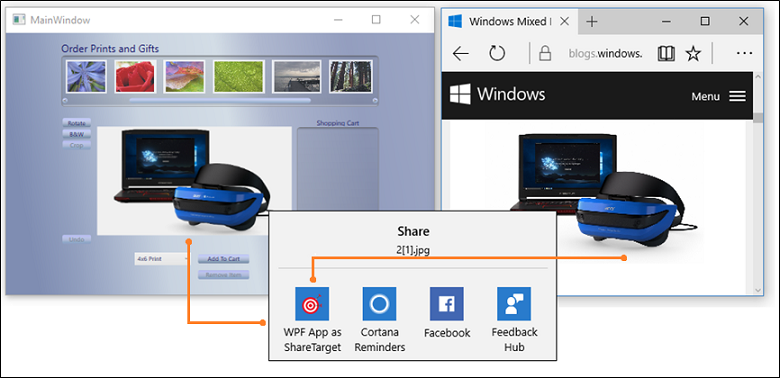 MainWindow
Order Prints and Gifts
Rotate
B&W
Crop
Shopping Cart
Undo
4x6 Print
Add To Cart
Remove Item
Windows Mixed
blogs.windows.
Windows
Menu
Share
2[1].jpg
WPF App as
ShareTarget
Cortana
Reminders
Facebook
Feedback
Hub